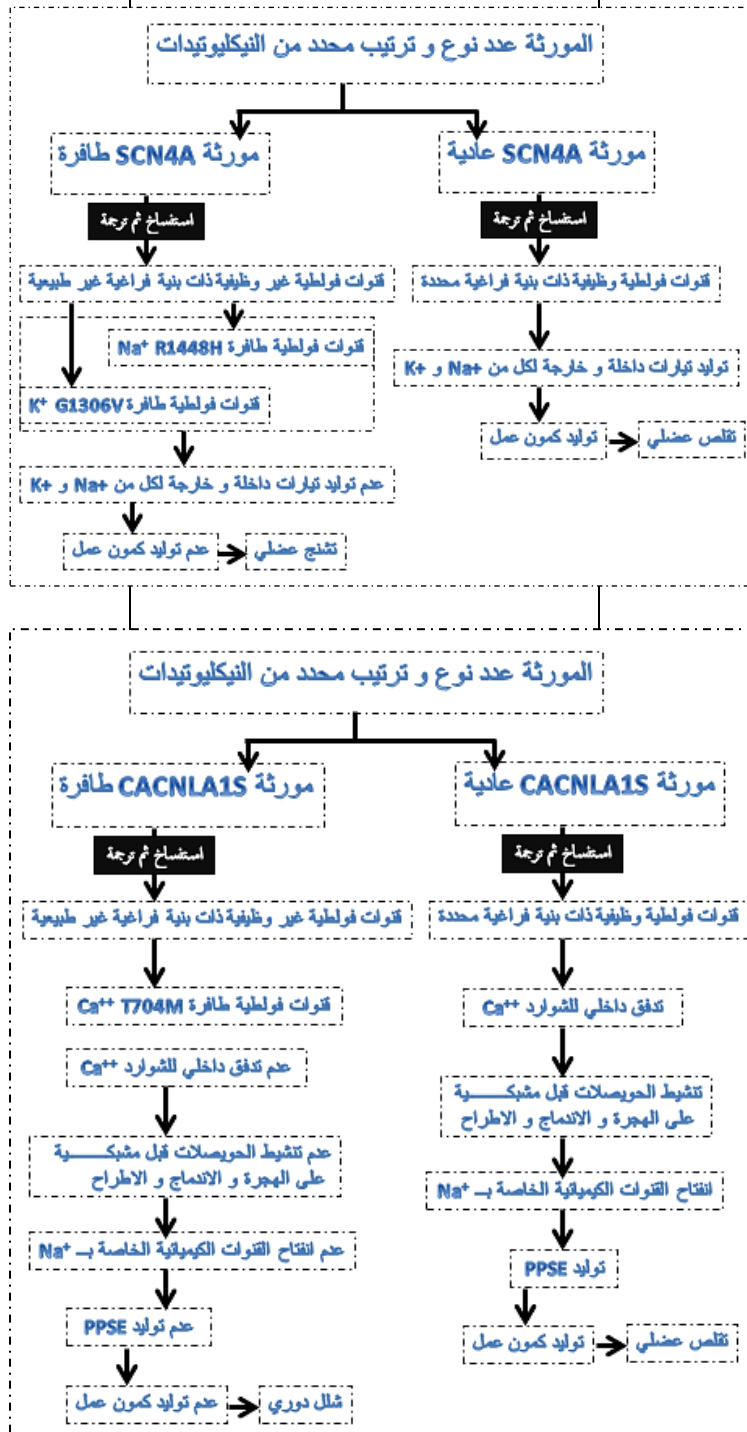 المورثة عدد نوع و ترتيب محدد من النيكليوتيدات
مورثة SCN4A عادية
مورثة SCN4A طافرة
استنساخ ثم ترجمة
استنساخ ثم ترجمة
قنوات فولطية وظيفية ذات بنية فراغية محددة
قنوات فولطية غير وظيفية ذات بنية فراغية غير طبيعية
قنوات فولطية طافرة Na⁺ R1448H
توليد تيارات داخلة و خارجة لكل من Na+ و K+
قنوات فولطية طافرة K⁺ G1306V
توليد كمون عمل
تقلص عضلي
عدم توليد تيارات داخلة و خارجة لكل من Na+ و K+
عدم توليد كمون عمل
تشنج عضلي
المورثة عدد نوع و ترتيب محدد من النيكليوتيدات
مورثة CACNLA1S عادية
مورثة CACNLA1S طافرة
استنساخ ثم ترجمة
استنساخ ثم ترجمة
قنوات فولطية وظيفية ذات بنية فراغية محددة
قنوات فولطية غير وظيفية ذات بنية فراغية غير طبيعية
تدفق داخلي للشوارد Ca⁺⁺
قنوات فولطية طافرة Ca⁺⁺ T704M
عدم تدفق داخلي للشوارد Ca⁺⁺
تنشيط الحويصلات قبل مشبكـــــية
على الهجرة و الاندماج و الاطراح
عدم تنشيط الحويصلات قبل مشبكـــــية
على الهجرة و الاندماج و الاطراح
انفتاح القنوات الكيميائية الخاصة بــ Na⁺
عدم انفتاح القنوات الكيميائية الخاصة بــ Na⁺
توليد PPSE
عدم توليد PPSE
توليد كمون عمل
تقلص عضلي
عدم توليد كمون عمل
شلل دوري